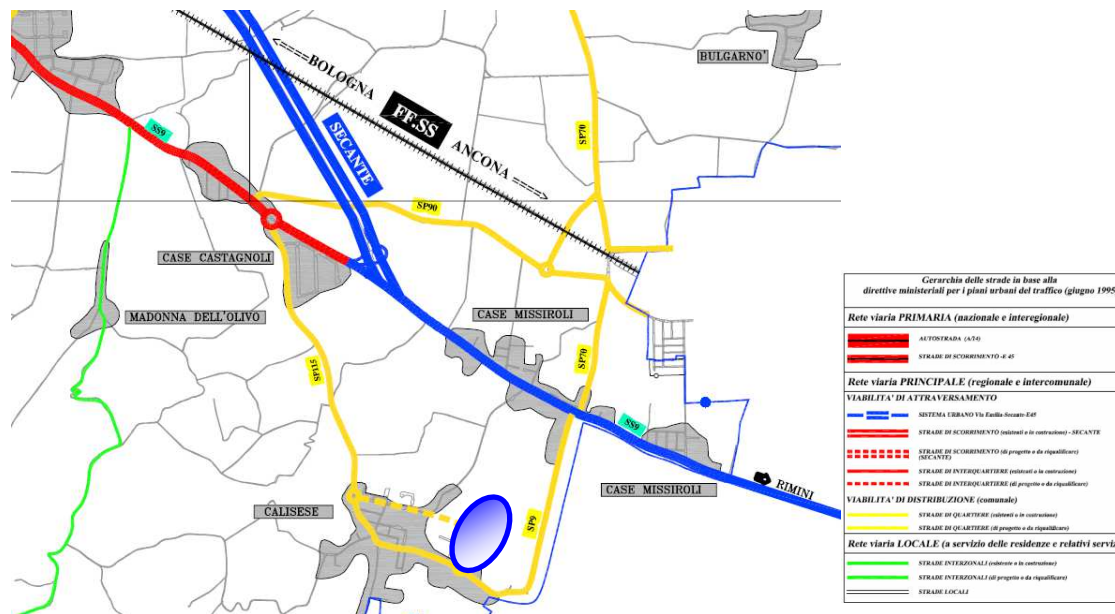 BULGARNO'
BOLOGNA
FF.SS
ANCONA
SECANTE
SP70
SS9
SP90
CASE CASTAGNOLI
MADONNA DELL'OLIVO
CASE MISSIROLI
SP115
SP70
SS9
RIMINI
CASE MISSIROLI
CALISESE
SP9
Gerarchia delle strade in base alla
direttive ministeriali per i piani urbani del traffico (giugno 1995
Rete viaria PRIMARIA (nazionale e interegionale)
AUTOSTRADA (A/14)
STRADE DI SCORRIMENTO -E 45
Rete viaria PRINCIPALE (regionale e intercomunale)
VIABILITA' DI ATTRAVERSAMENTO
SISTEMA URBANO Via Emilia-Secante-E45
STRADE DI SCORRIMENTO (esistenti o in costruzione) - SECANTE
STRADE DI SCORRIMENTO (di progetto o da riqualificare)
(SECANTE)
STRADE DI INTERQUARTIERE (esistenti o in costruzione)
STRADE DI INTERQUARTIERE (di progetto o da riqualificare)
VIABILITA' DI DISTRIBUZIONE (comunale)
STRADE DI QUARTIERE (esistenti o in costruzione)
STRADE DI QUARTIERE (di progetto o da riqualificare)
Rete viaria LOCALE (a servizio delle residenze e relativi serviz
STRADE INTERZONALI (esistente o in costruzione)
STRADE INTERZONALI (di progetto o da riqualificare)
STRADE LOCALI